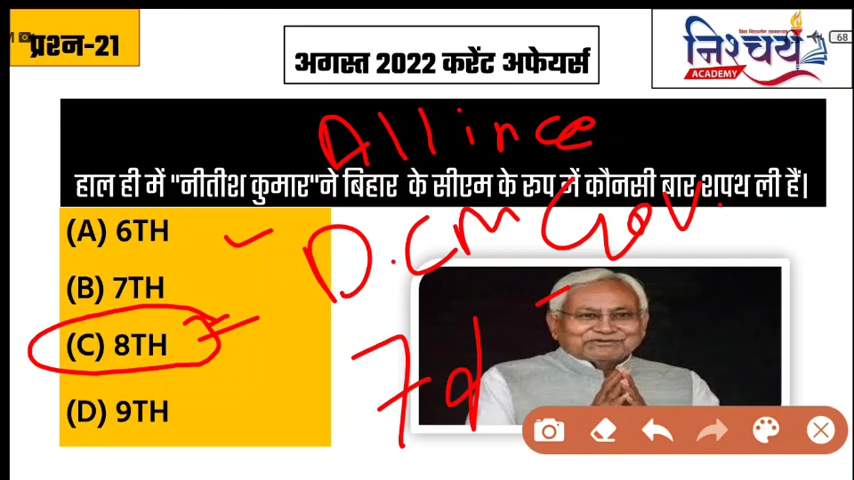 प्रश्न-21
अगस्त 2022 करेंट अफेयर्स
निश्चय
ACADEMY
68
Allince
हाल ही में "नीतीश कुमार"ने बिहार के सीएम के रूप में कौनसी बार शपथ ली हैं|
(A) 6TH
D.CM Gov.
(B) 7TH
(C) 8TH
(D) 9TH